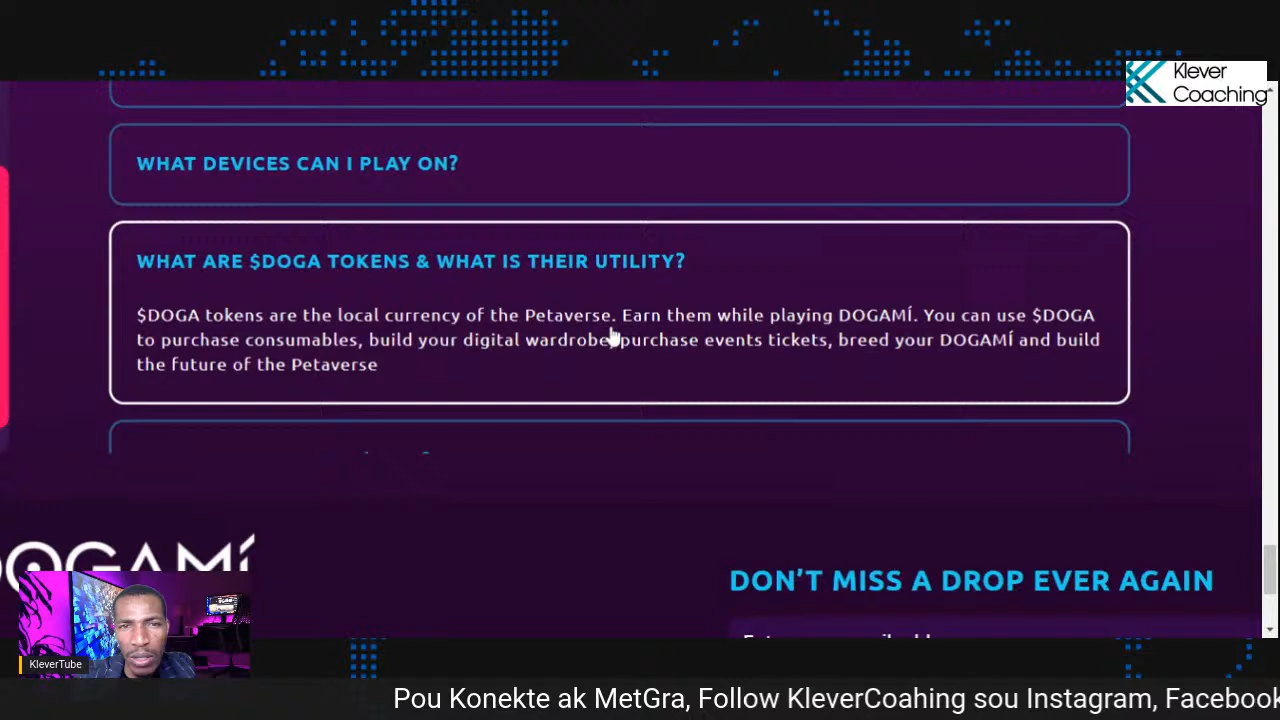 Klever
Coaching
WHAT DEVICES CAN I PLAY ON?
WHAT ARE $DOGA TOKENS & WHAT IS THEIR UTILITY?
$DOGA tokens are the local currency of the Petaverse. Earn them while playing DOGAMÍ. You can use $DOGA
to purchase consumables, build your digital wardrobe, purchase events tickets, breed your DOGAMÍ and build
the future of the Petaverse
DOGAMÍ
DON'T MISS A DROP EVER AGAIN
KleverTube
Pou Konekte ak MetGra, Follow KleverCoahing sou Instagram, Facebook